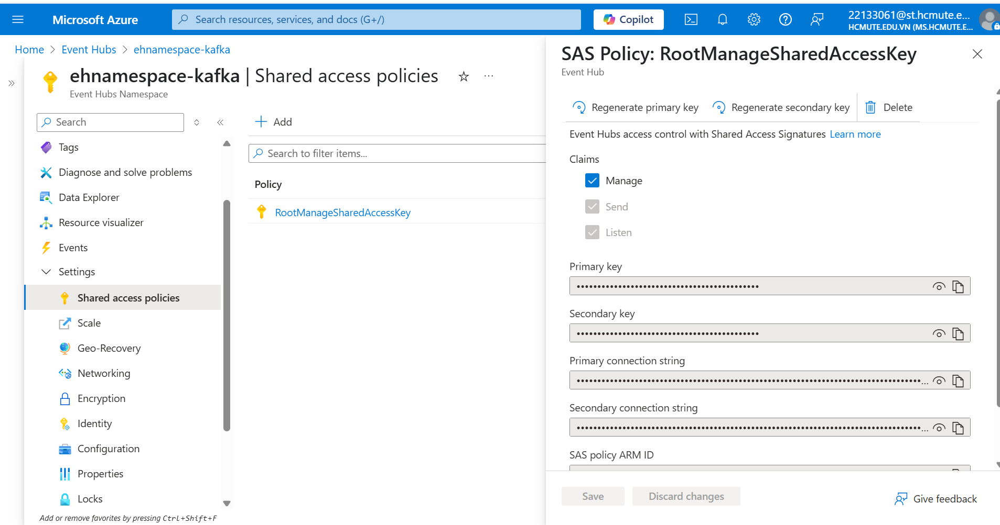 Microsoft Azure
Search resources, services, and docs (G+/)
Copilot
22133061@st.hcmute.e...
HCMUTE.EDU.VN (MS.HCMUTE.E...
Home > Event Hubs > ehnamespace-kafka
ehnamespace-kafka | Shared access policies
Event Hubs Namespace
Search
Tags
Diagnose and solve problems
Data Explorer
Resource visualizer
Events
Settings
Shared access policies
Scale
Geo-Recovery
Networking
Encryption
Identity
Configuration
Properties
Locks
Add or remove favorites by pressing Ctrl+Shift+F
Add
Search to filter items...
Policy
RootManageSharedAccessKey
SAS Policy: RootManageSharedAccessKey
Event Hub
Regenerate primary key
Regenerate secondary key
Delete
Event Hubs access control with Shared Access Signatures Learn more
Claims
Manage
Send
Listen
Primary key
Secondary key
Primary connection string
Secondary connection string
SAS policy ARM ID
Save
Discard changes
Give feedback